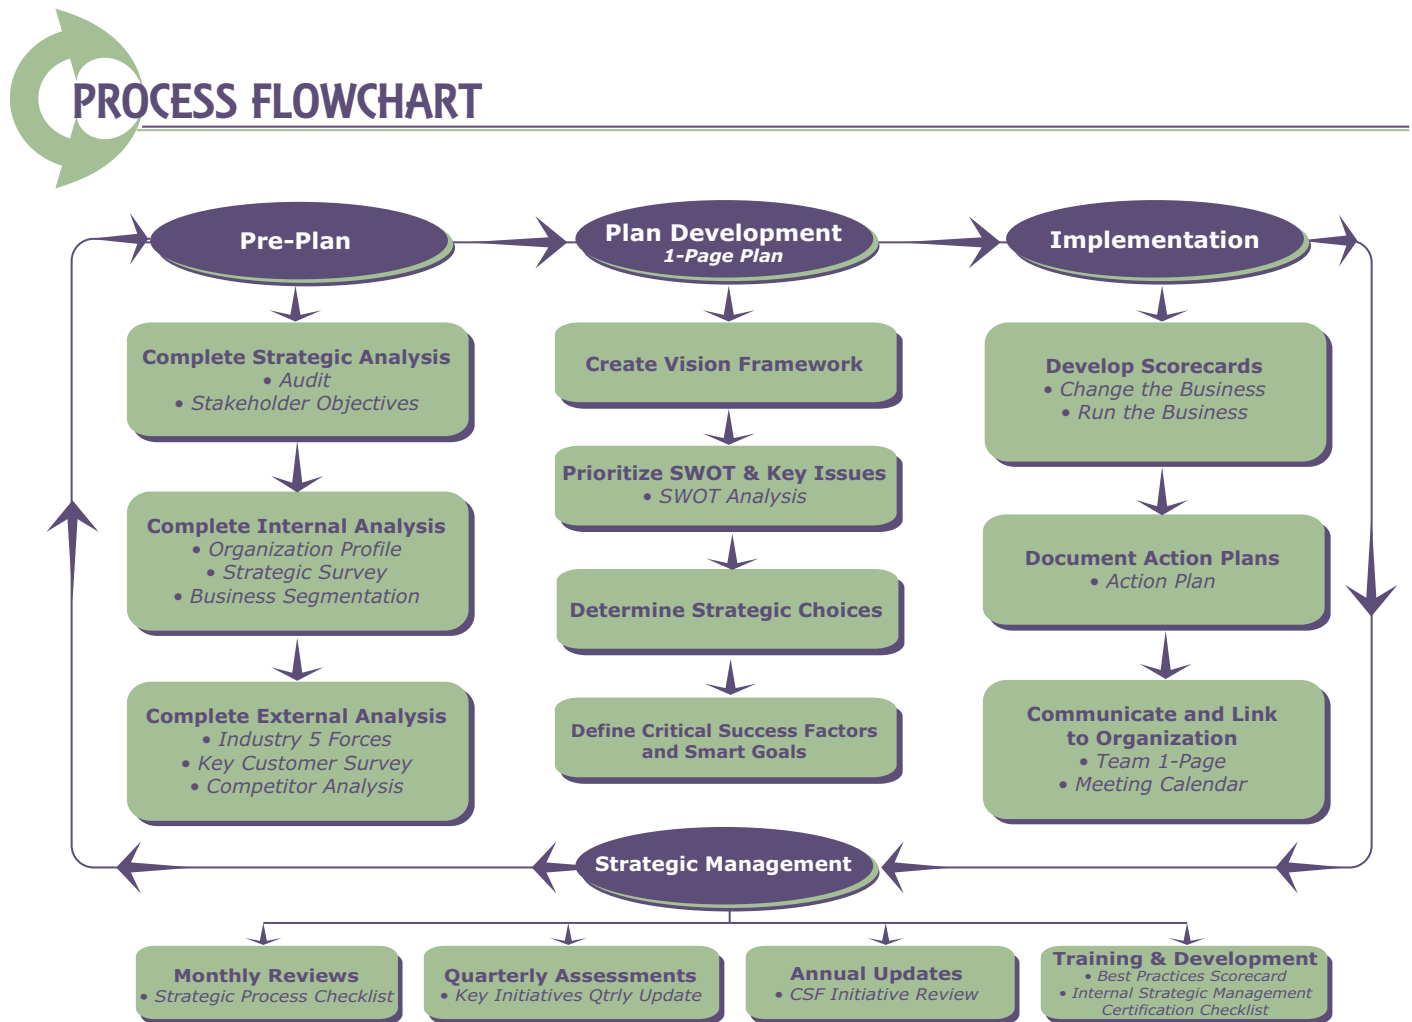 PROCESS FLOWCHART
Pre-Plan
Plan Development
1-Page Plan
Implementation
Complete Strategic Analysis
• Audit
• Stakeholder Objectives
Complete Internal Analysis
• Organization Profile
• Strategic Survey
• Business Segmentation
Complete External Analysis
• Industry 5 Forces
• Key Customer Survey
• Competitor Analysis
Create Vision Framework
Prioritize SWOT & Key Issues
• SWOT Analysis
Determine Strategic Choices
Define Critical Success Factors
and Smart Goals
Develop Scorecards
• Change the Business
• Run the Business
Document Action Plans
• Action Plan
Communicate and Link
to Organization
• Team 1-Page
• Meeting Calendar
Strategic Management
Monthly Reviews
• Strategic Process Checklist
Quarterly Assessments
• Key Initiatives Qtrly Update
Annual Updates
• CSF Initiative Review
Training & Development
• Best Practices Scorecard
• Internal Strategic Management
Certification Checklist